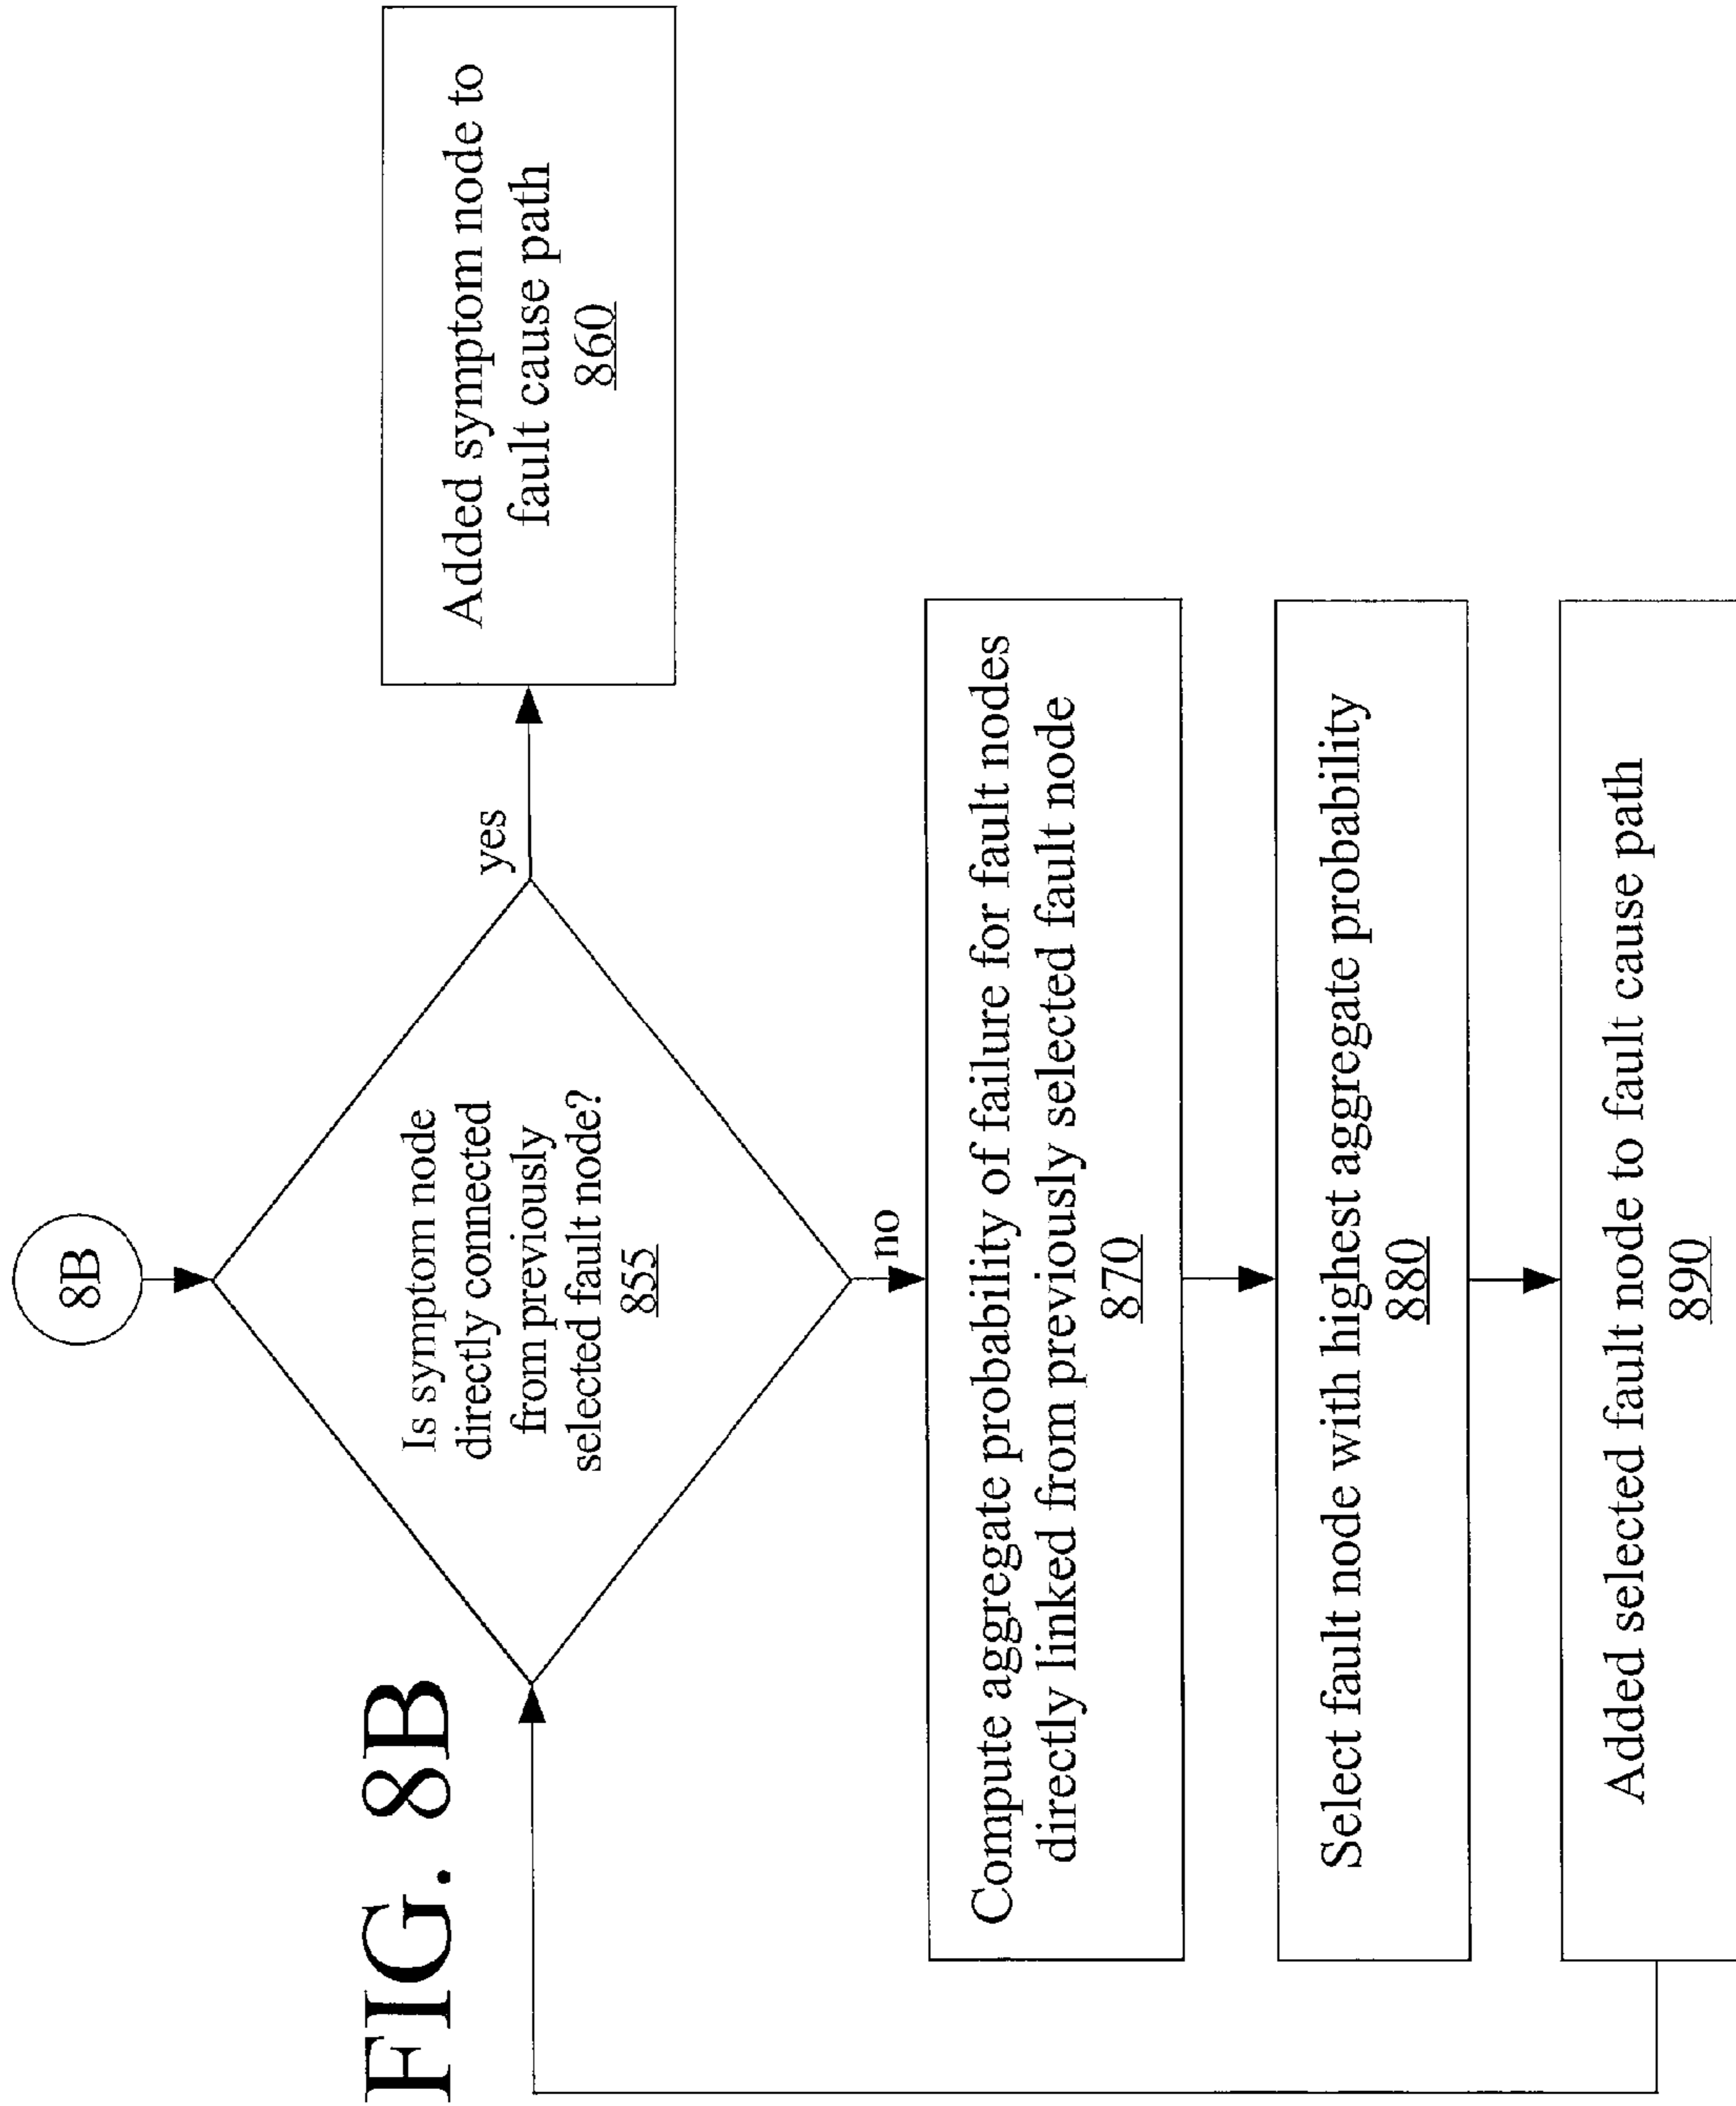 FIG. 8B
8B
Is symptom node
directly connected
from previously
selected fault node?
855
yes
Added symptom node to
fault cause path
860
no
Compute aggregate probability of failure for fault nodes
directly linked from previously selected fault node
870
Select fault node with highest aggregate probability
880
Added selected fault node to fault cause path
890